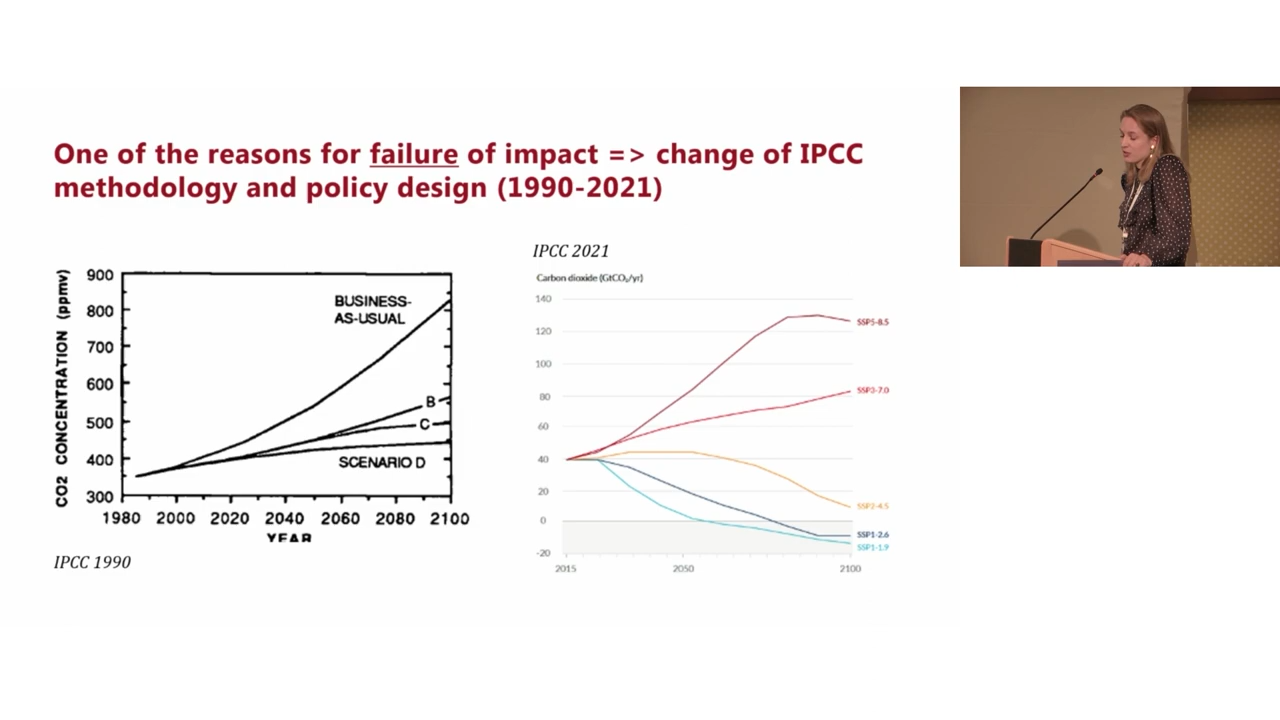 One of the reasons for failure of impact => change of IPCC
methodology and policy design (1990-2021)
900
800
700
600
500
400
300
CO2 CONCENTRATION (ppmv)
BUSINESS-
AS-USUAL
B
C
SCENARIO D
1980 2000 2020 2040 2060 2080 2100
YEAR
IPCC 1990
IPCC 2021
Carbon dioxide (GtCO₂/yr)
140
120
100
80
60
40
20
0
-20
SSP5-8.5
SSP3-7.0
SSP2-4.5
SSP1-2.6
SSP1-1.9
2015 2050 2100